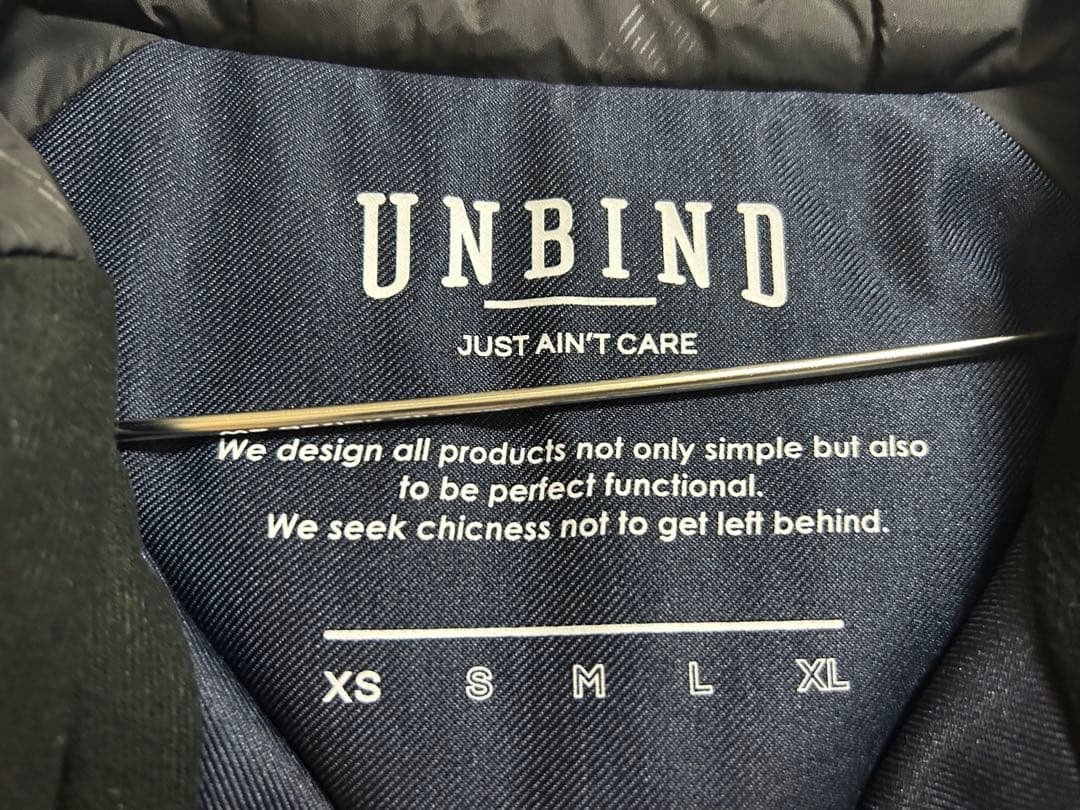 UNBIND
JUST AIN'T CARE
We design all products not only simple but also
to be perfect functional.
We seek chicness not to get left behind.
XS S M L XL